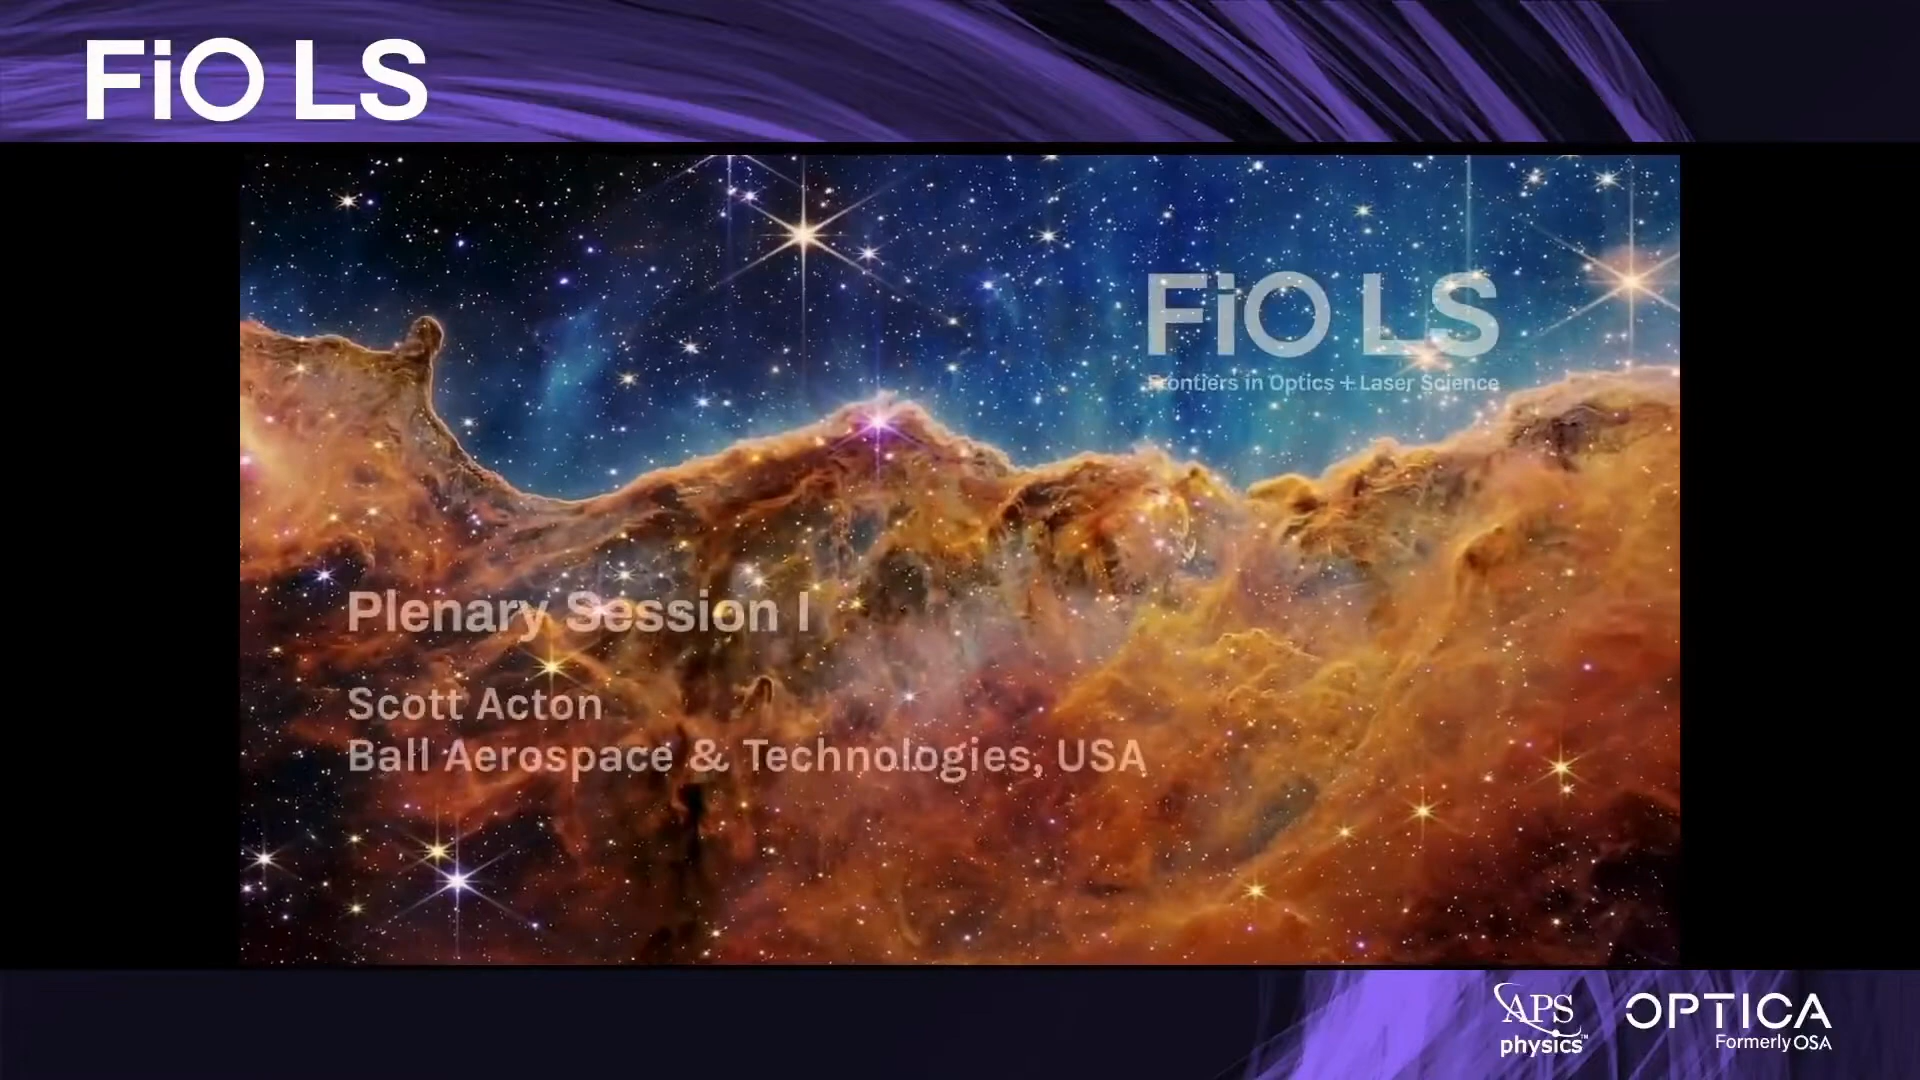 FiO LS
FiO LS
Frontiers in Optics + Laser Science
Plenary Session I
Scott Acton
Ball Aerospace & Technologies, USA
APS
physics™
OPTICA
Formerly OSA